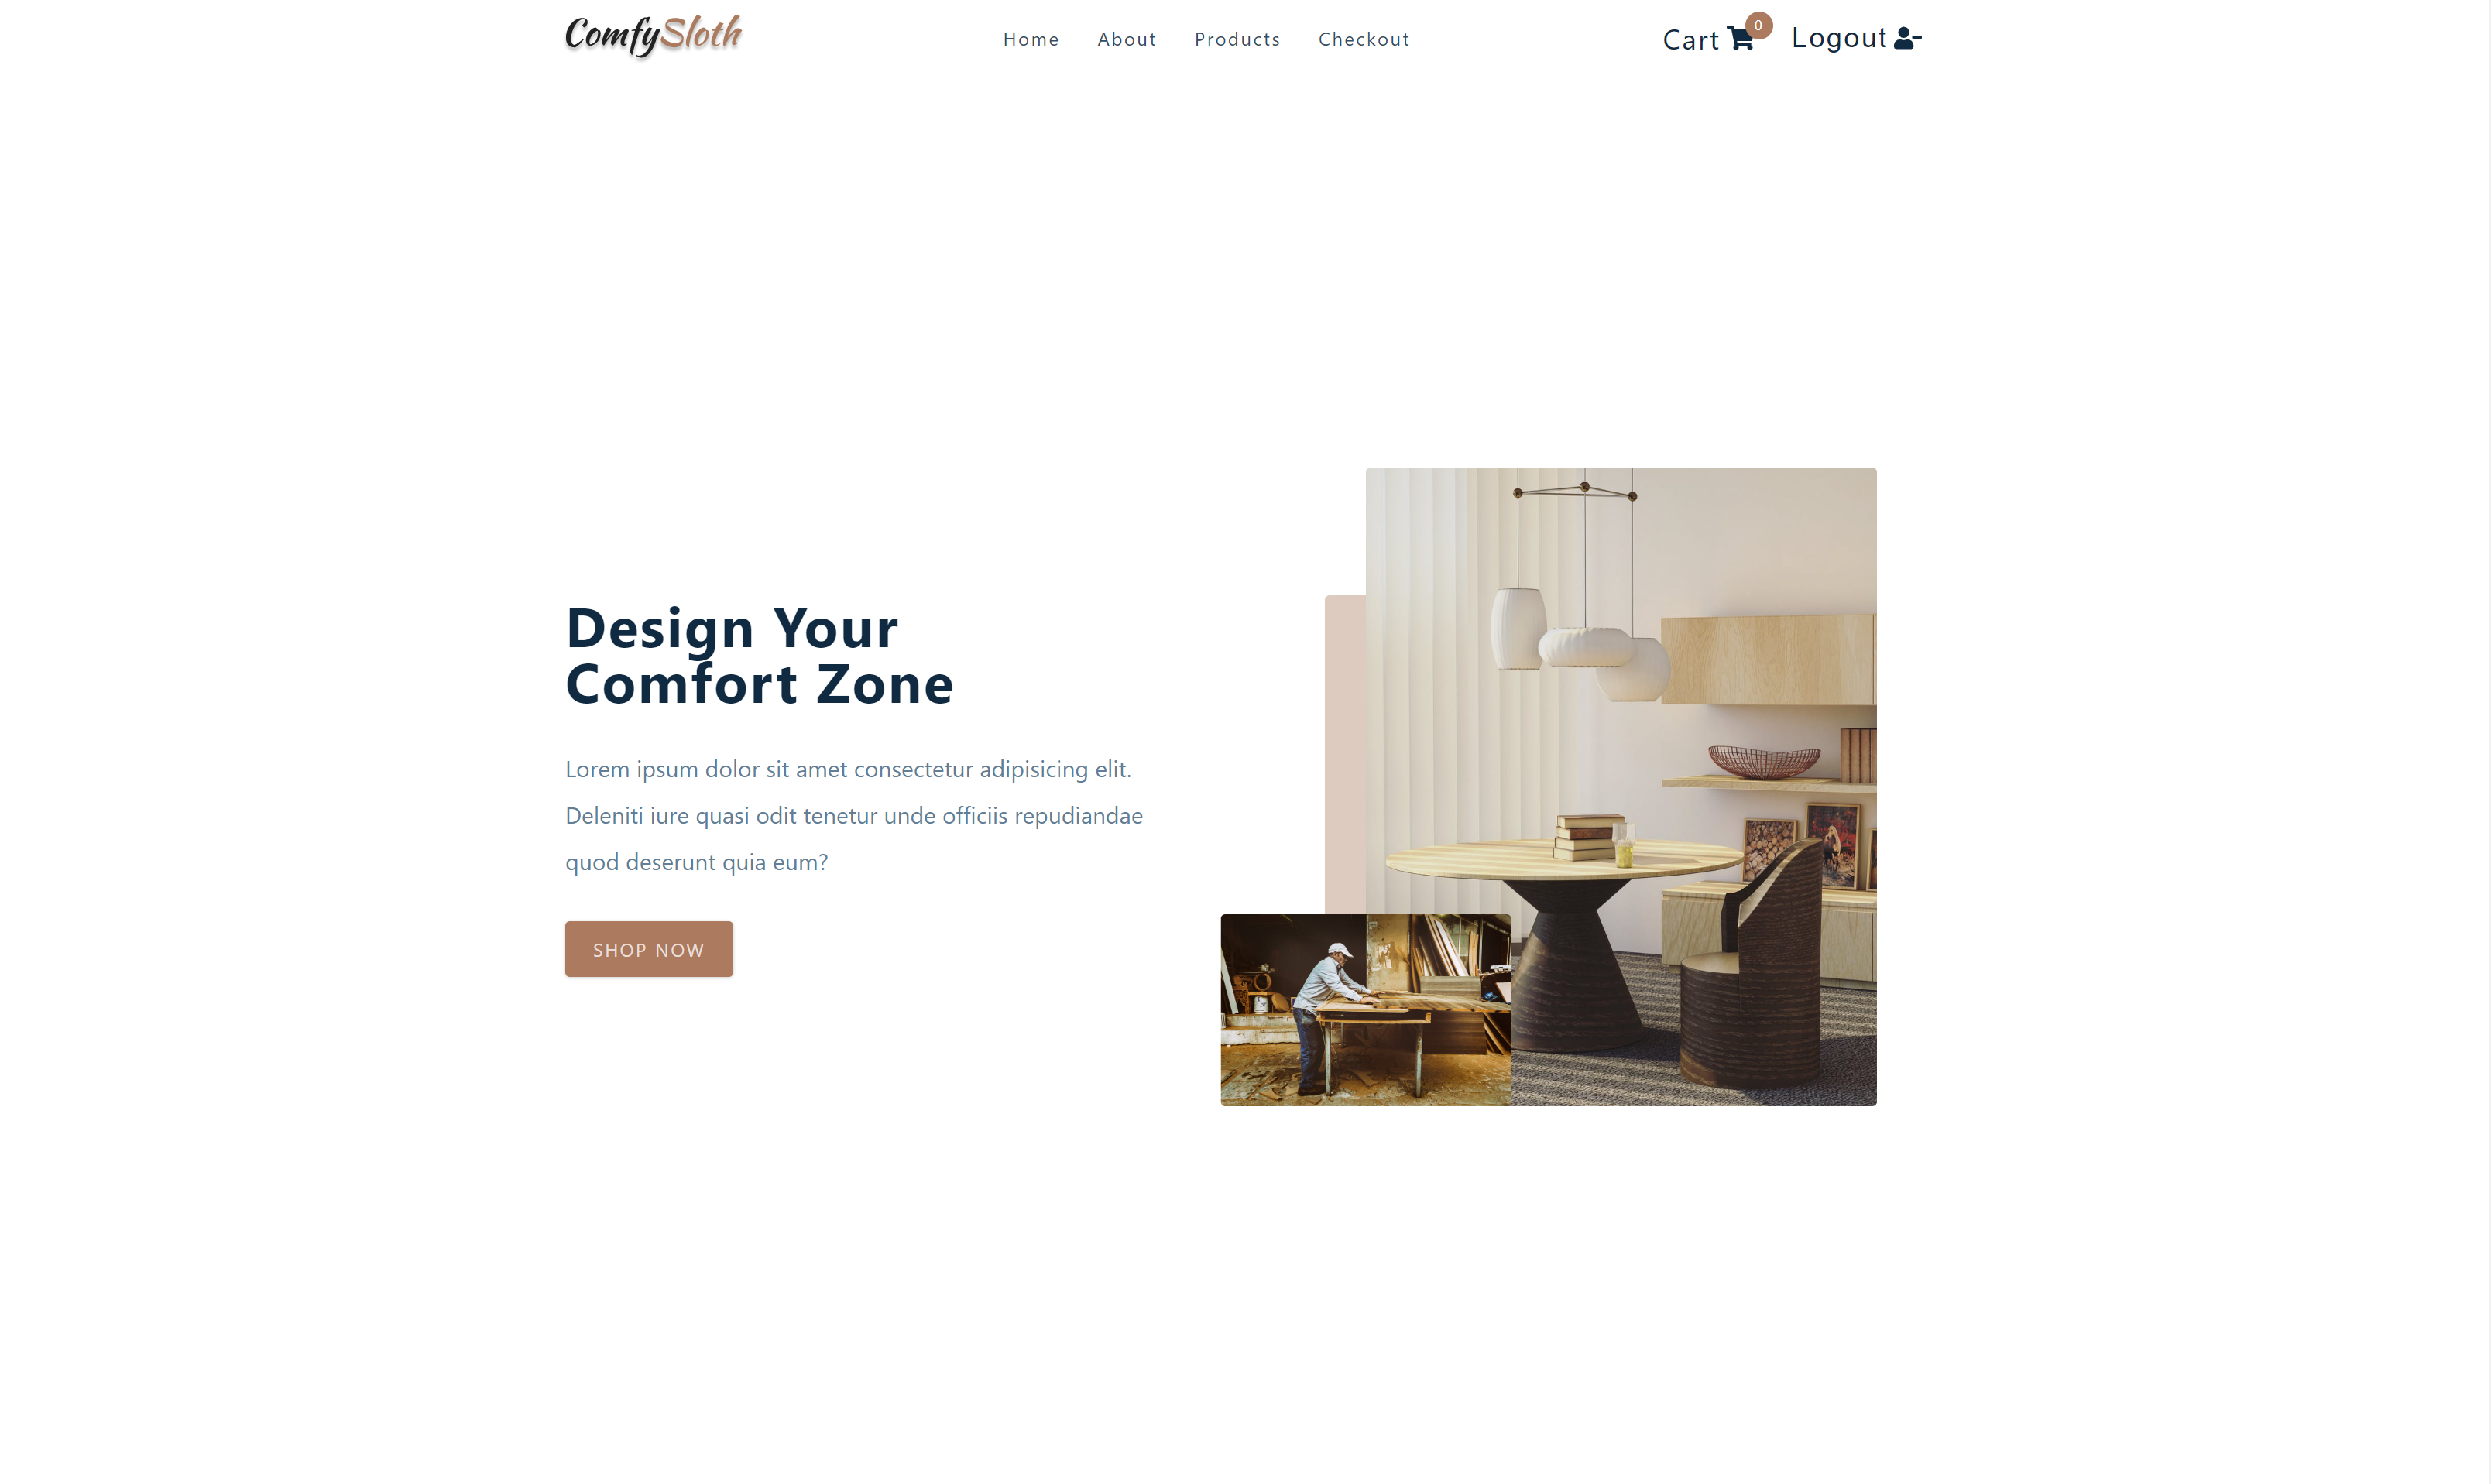 ComfySloth
Home About Products Checkout
Cart 0 Logout
Design Your
Comfort Zone
Lorem ipsum dolor sit amet consectetur adipisicing elit.
Deleniti iure quasi odit tenetur unde officiis repudiandae
quod deserunt quia eum?
SHOP NOW